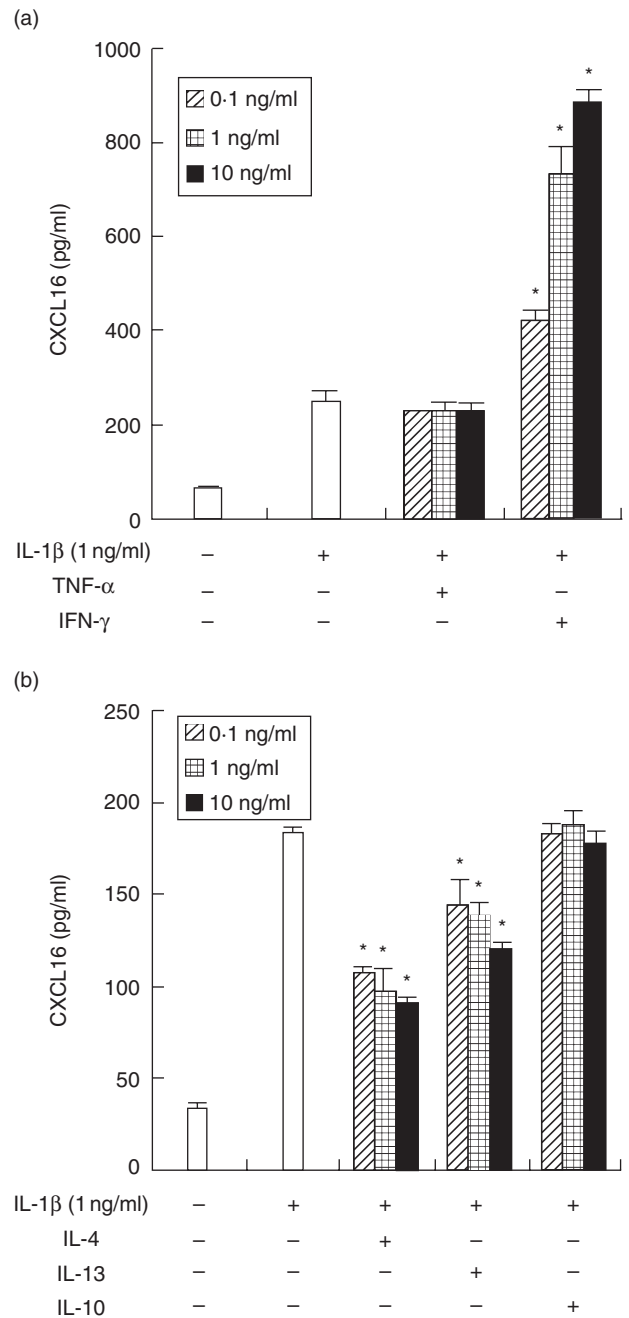 (a)
1000
800
600
400
200
0
CXCL16 (pg/ml)
0·1 ng/ml
1 ng/ml
10 ng/ml
* * *
IL-1β (1 ng/ml) – + + +
TNF-α – – + –
IFN-γ – – – +
(b)
250
200
150
100
50
0
CXCL16 (pg/ml)
0·1 ng/ml
1 ng/ml
10 ng/ml
* * * * * *
IL-1β (1 ng/ml) – + + + +
IL-4 – – + – –
IL-13 – – – + –
IL-10 – – – – +